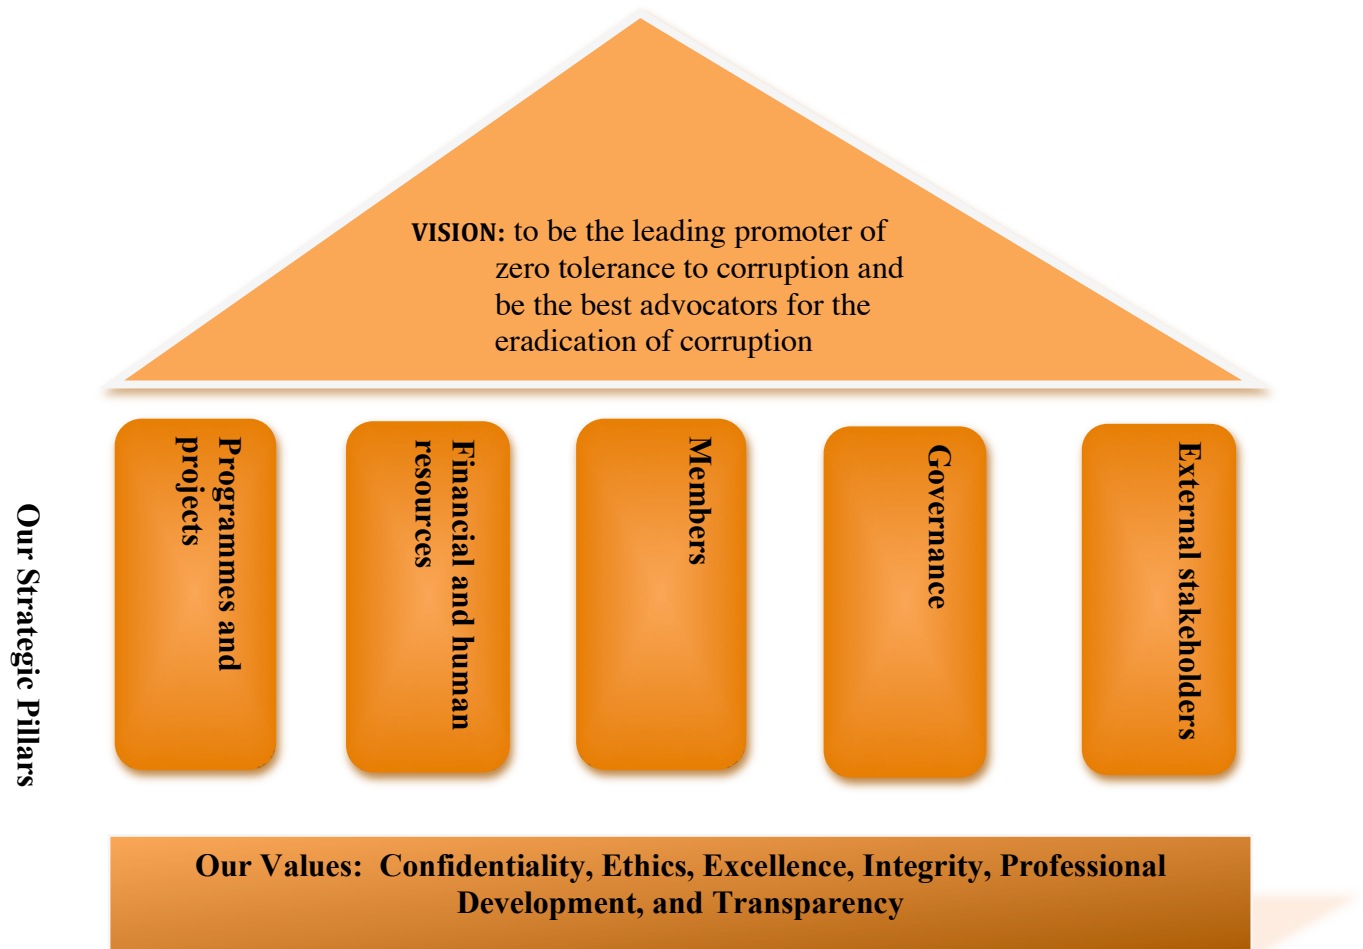 VISION: to be the leading promoter of
zero tolerance to corruption and
be the best advocators for the
eradication of corruption
Our Strategic Pillars
Programmes and
projects
Financial and human
resources
Members
Governance
External stakeholders
Our Values:  Confidentiality, Ethics, Excellence, Integrity, Professional
Development, and Transparency